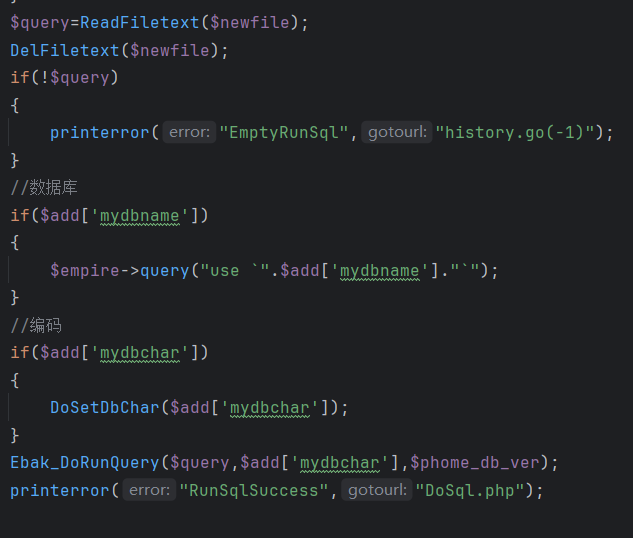 $query=ReadFiletext($newfile);
DelFiletext($newfile);
if(!$query)
{
printerror( error: "EmptyRunSql", gotourl: "history.go(-1)");
}
//数据库
if($add['mydbname'])
{
$empire->query("use `".$add['mydbname']."`");
}
//编码
if($add['mydbchar'])
{
DoSetDbChar($add['mydbchar']);
}
Ebak_DoRunQuery($query,$add['mydbchar'],$phome_db_ver);
printerror( error: "RunSqlSuccess", gotourl: "DoSql.php");